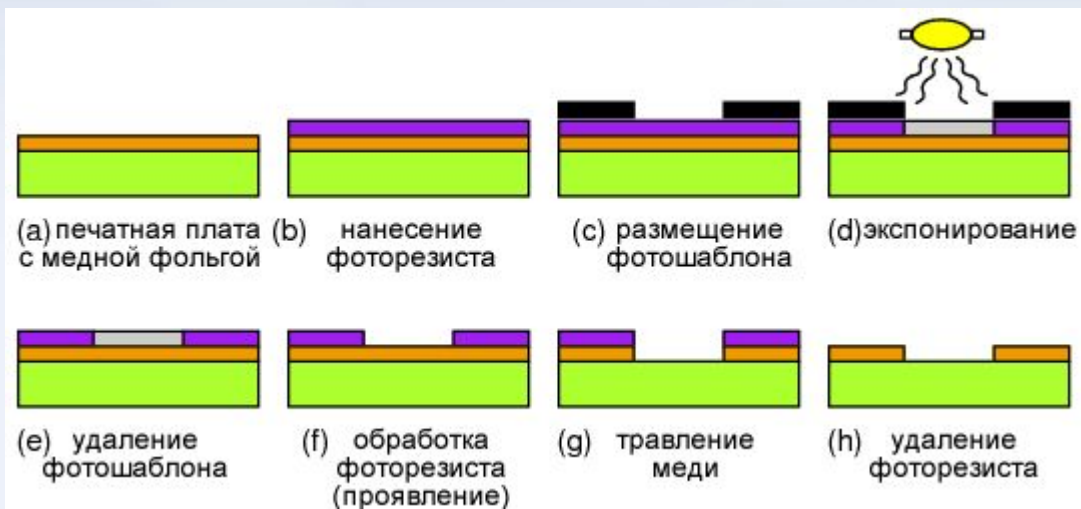 (a) печатная плата
с медной фольгой
(b) нанесение
фоторезиста
(c) размещение
фотошаблона
(d) экспонирование
(e) удаление
фотошаблона
(f) обработка
фоторезиста
(проявление)
(g) травление
меди
(h) удаление
фоторезиста